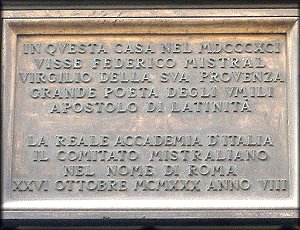 IN QVESTA CASA NEL MDCCCXCI
VISSE FEDERICO MISTRAL
VIRGILIO DELLA SVA PROVENZA
GRANDE POETA DEGLI VMILI
APOSTOLO DI LATINITÀ
LA REALE ACCADEMIA D'ITALIA
IL COMITATO MISTRALIANO
NEL NOME DI ROMA
XXVI OTTOBRE MCMXXX ANNO VIII